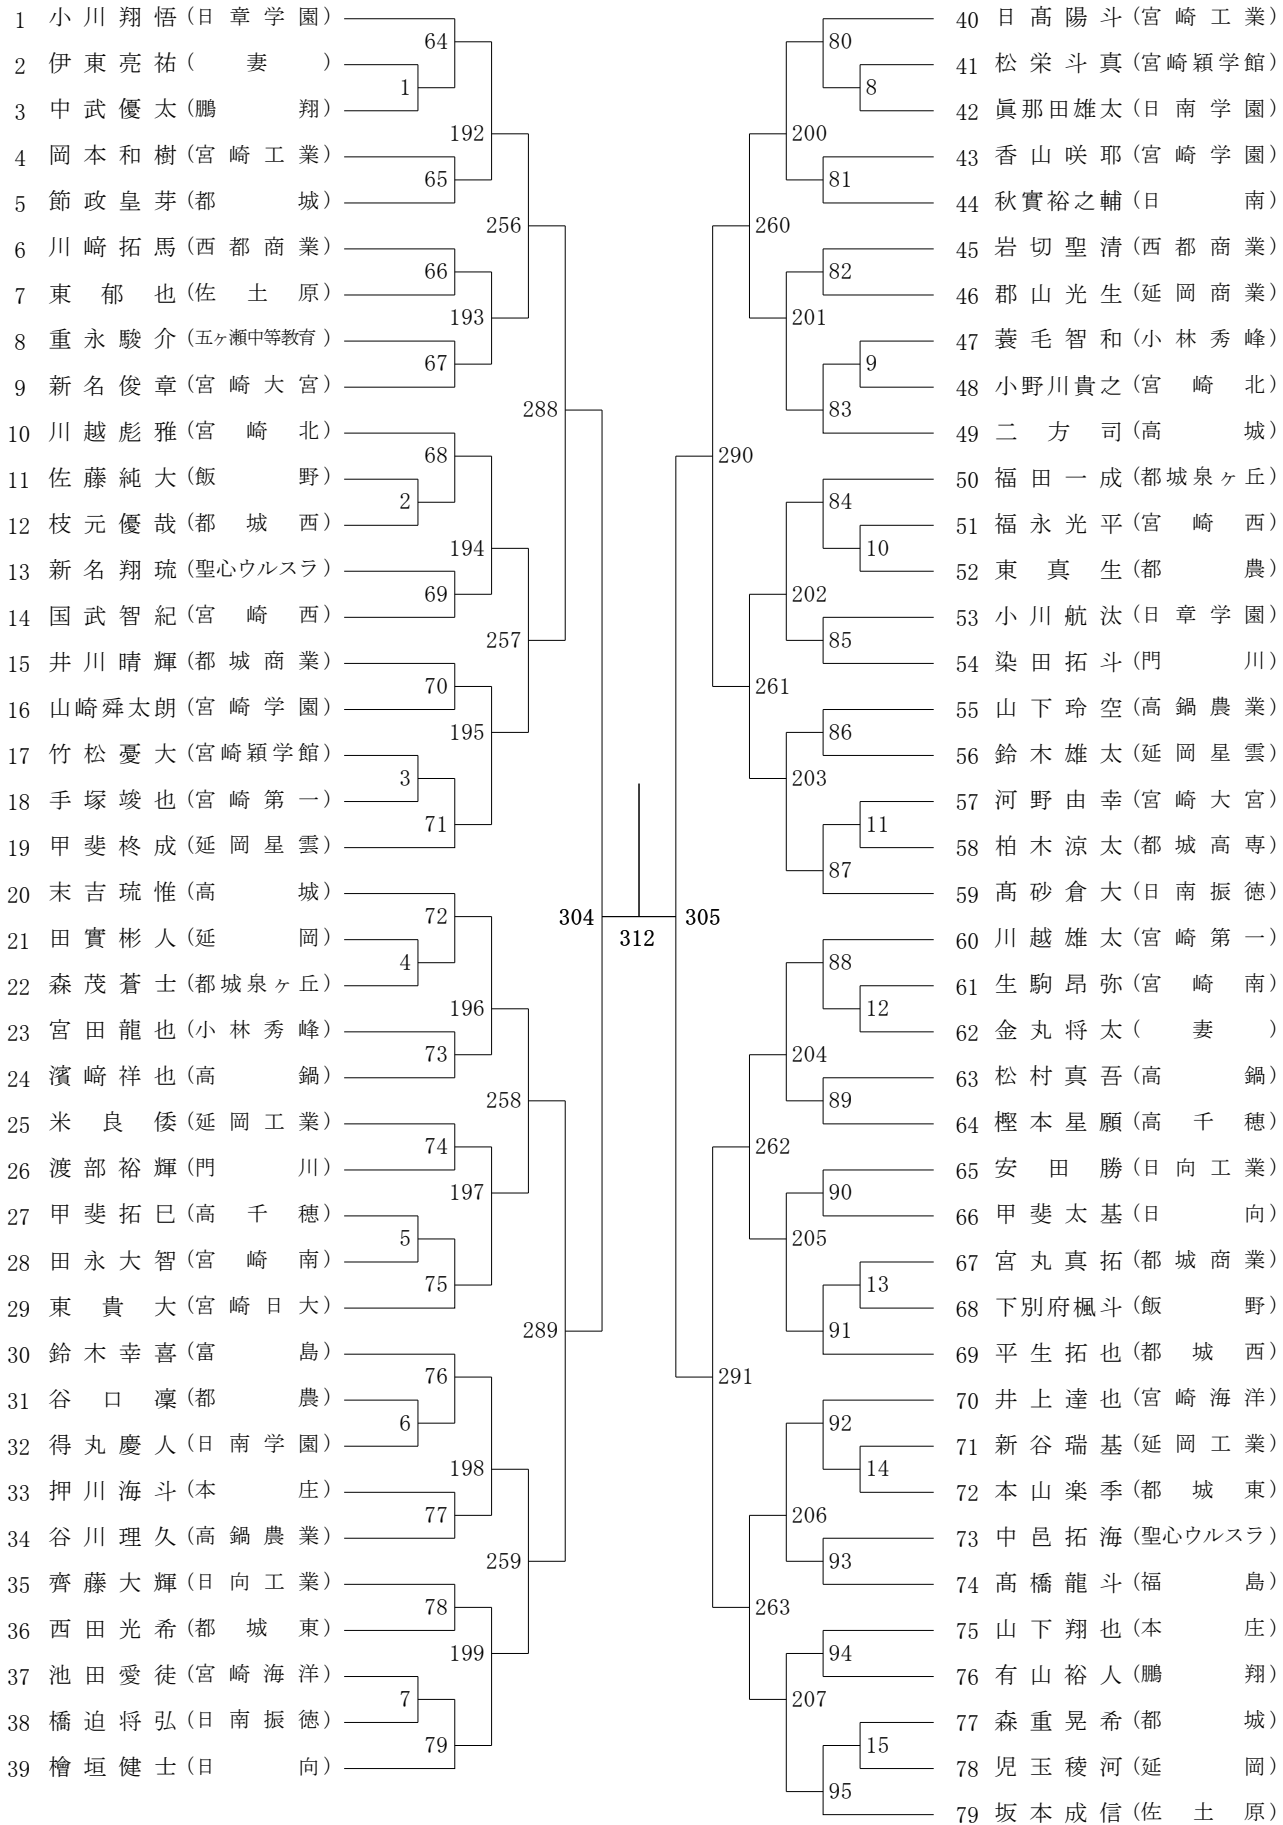 1 小川翔悟(日章学園)
64
2 伊東亮祐(妻)
1
3 中武優太(鵬翔)
192
4 岡本和樹(宮崎工業)
65
5 節政皇芽(都城)
256
6 川﨑拓馬(西都商業)
66
7 東郁也(佐土原)
193
8 重永駿介(五ヶ瀬中等教育)
67
9 新名俊章(宮崎大宮)
288
10 川越彪雅(宮崎北)
68
11 佐藤純大(飯野)
2
12 枝元優哉(都城西)
194
13 新名翔琉(聖心ウルスラ)
69
14 国武智紀(宮崎西)
257
15 井川晴輝(都城商業)
70
16 山崎舜太朗(宮崎学園)
195
17 竹松憂大(宮崎穎学館)
3
18 手塚竣也(宮崎第一)
71
19 甲斐柊成(延岡星雲)
20 末吉琉惟(高城)
72
304
312
21 田實彬人(延岡)
4
22 森茂蒼士(都城泉ヶ丘)
196
23 宮田龍也(小林秀峰)
73
24 濱﨑祥也(高鍋)
258
25 米良倭(延岡工業)
74
26 渡部裕輝(門川)
197
27 甲斐拓巳(高千穂)
5
28 田永大智(宮崎南)
75
29 東貴大(宮崎日大)
289
30 鈴木幸喜(富島)
76
31 谷口凜(都農)
6
32 得丸慶人(日南学園)
198
33 押川海斗(本庄)
77
34 谷川理久(高鍋農業)
259
35 齊藤大輝(日向工業)
78
36 西田光希(都城東)
199
37 池田愛徒(宮崎海洋)
7
38 橋迫将弘(日南振徳)
79
39 檜垣健士(日向)
40 日髙陽斗(宮崎工業)
80
41 松栄斗真(宮崎穎学館)
8
42 眞那田雄太(日南学園)
200
43 香山咲耶(宮崎学園)
81
44 秋實裕之輔(日南)
260
45 岩切聖清(西都商業)
82
46 郡山光生(延岡商業)
201
47 蓑毛智和(小林秀峰)
9
48 小野川貴之(宮崎北)
83
49 二方司(高城)
290
50 福田一成(都城泉ヶ丘)
84
51 福永光平(宮崎西)
10
52 東真生(都農)
202
53 小川航汰(日章学園)
85
54 染田拓斗(門川)
261
55 山下玲空(高鍋農業)
86
56 鈴木雄太(延岡星雲)
203
57 河野由幸(宮崎大宮)
11
58 柏木涼太(都城高専)
87
59 髙砂倉大(日南振徳)
305
60 川越雄太(宮崎第一)
88
61 生駒昂弥(宮崎南)
12
62 金丸将太(妻)
204
63 松村真吾(高鍋)
89
64 樫本星願(高千穂)
262
65 安田勝(日向工業)
90
66 甲斐太基(日向)
205
67 宮丸真拓(都城商業)
13
68 下別府楓斗(飯野)
91
69 平生拓也(都城西)
291
70 井上達也(宮崎海洋)
92
71 新谷瑞基(延岡工業)
14
72 本山楽季(都城東)
206
73 中邑拓海(聖心ウルスラ)
93
74 髙橋龍斗(福島)
263
75 山下翔也(本庄)
94
76 有山裕人(鵬翔)
207
77 森重晃希(都城)
15
78 児玉稜河(延岡)
95
79 坂本成信(佐土原)